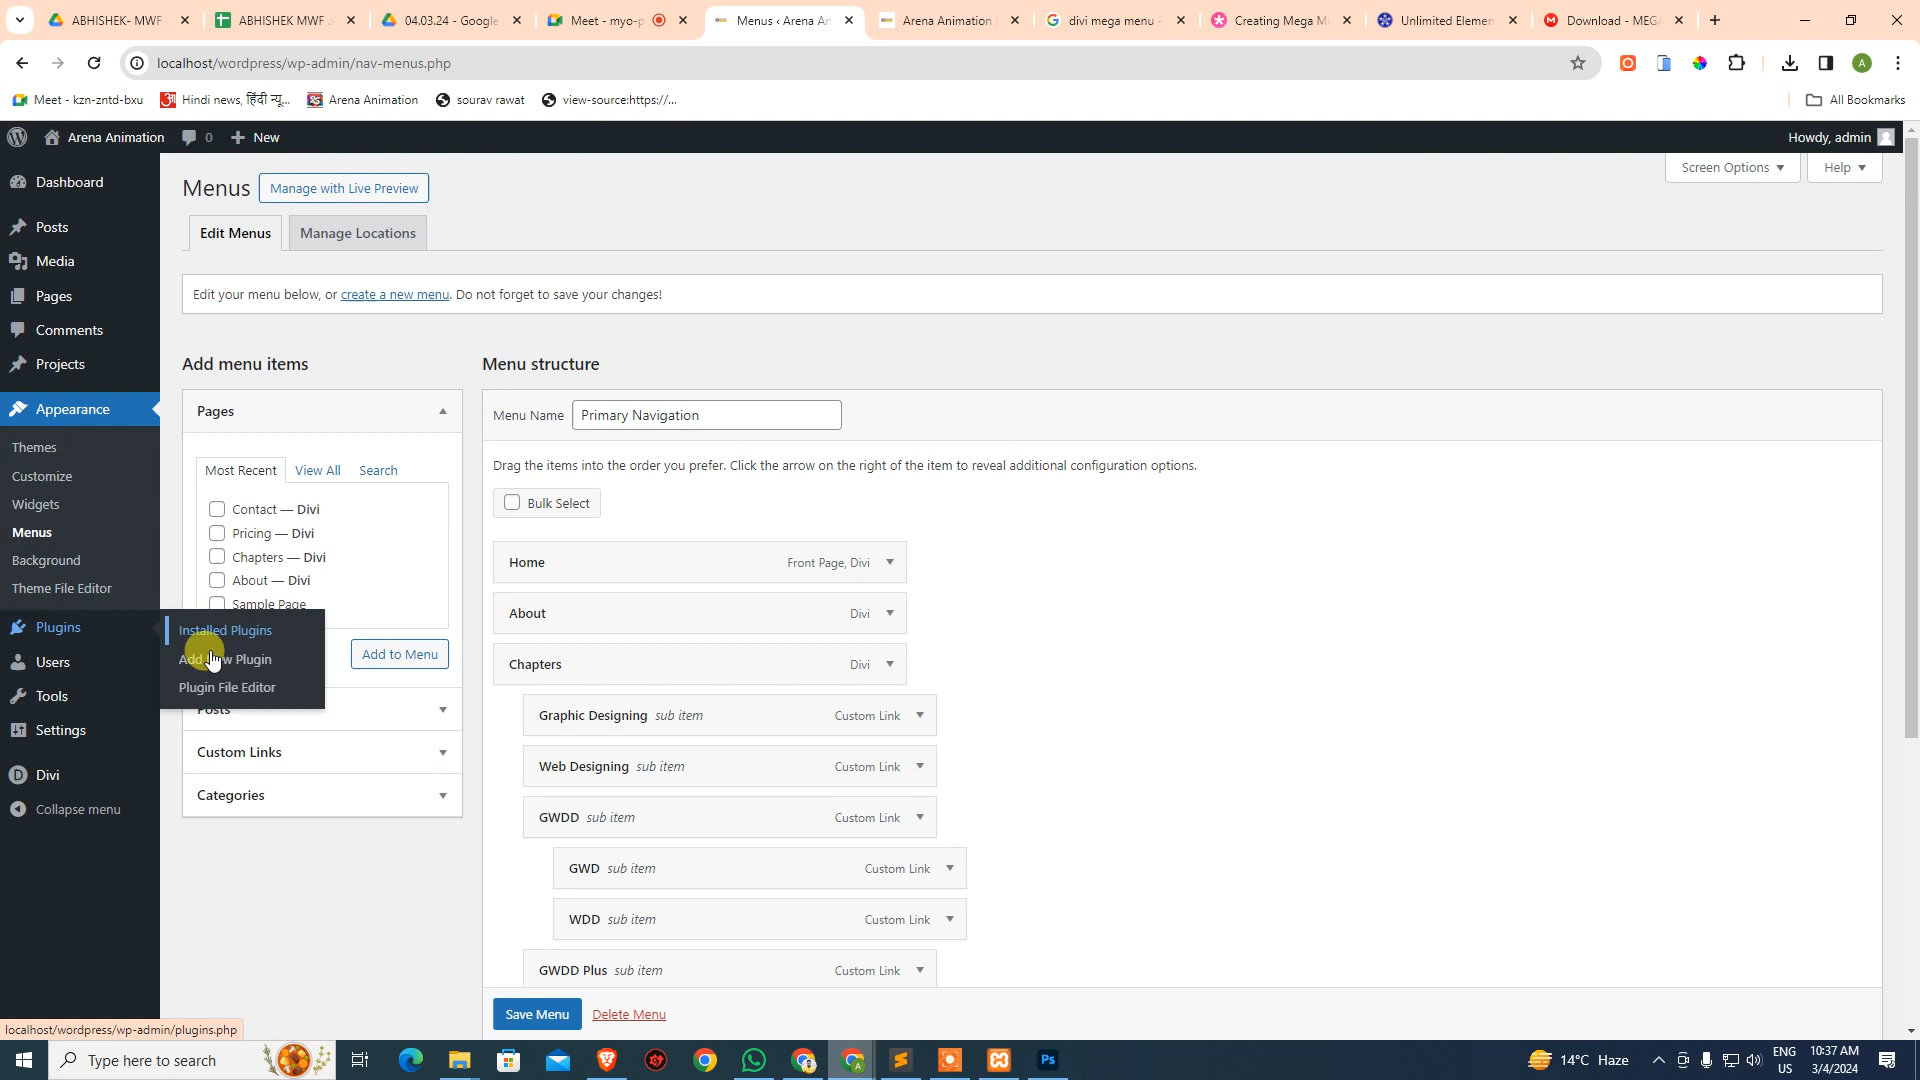 ABHISHEK- MWF
ABHISHEK MWF
04.03.24 - Google
Meet - myo-p
Menus ‹ Arena An
Arena Animation
divi mega menu -
Creating Mega M
Unlimited Elemen
Download - MEGA
localhost/wordpress/wp-admin/nav-menus.php
Meet - kzn-zntd-bxu
Hindi news, हिंदी न्यू...
Arena Animation
sourav rawat
view-source:https://...
All Bookmarks
Arena Animation
0
New
Howdy, admin
Dashboard
Posts
Media
Pages
Comments
Projects
Appearance
Themes
Customize
Widgets
Menus
Background
Theme File Editor
Plugins
Users
Tools
Settings
Divi
Collapse menu
Installed Plugins
Add New Plugin
Plugin File Editor
Menus
Manage with Live Preview
Screen Options
Help
Edit Menus
Manage Locations
Edit your menu below, or create a new menu. Do not forget to save your changes!
Add menu items
Pages
Most Recent
View All
Search
Contact — Divi
Pricing — Divi
Chapters — Divi
About — Divi
Sample Page
Add to Menu
Posts
Custom Links
Categories
Menu structure
Menu Name
Primary Navigation
Drag the items into the order you prefer. Click the arrow on the right of the item to reveal additional configuration options.
Bulk Select
Home
Front Page, Divi
About
Divi
Chapters
Divi
Graphic Designing sub item
Custom Link
Web Designing sub item
Custom Link
GWDD sub item
Custom Link
GWD sub item
Custom Link
WDD sub item
Custom Link
GWDD Plus sub item
Custom Link
Save Menu
Delete Menu
localhost/wordpress/wp-admin/plugins.php
Type here to search
14°C Haze
ENG
US
10:37 AM
3/4/2024